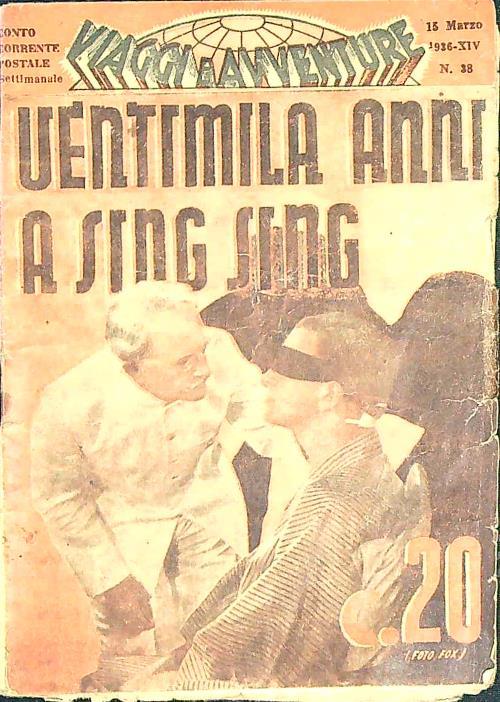 CONTO
CORRENTE
POSTALE
Settimanale
VIAGGI E AVVENTURE
15 Marzo
1936-XIV
N. 38
VENTIMILA ANNI
A SING SING
c. 20
(FOTO FOX)